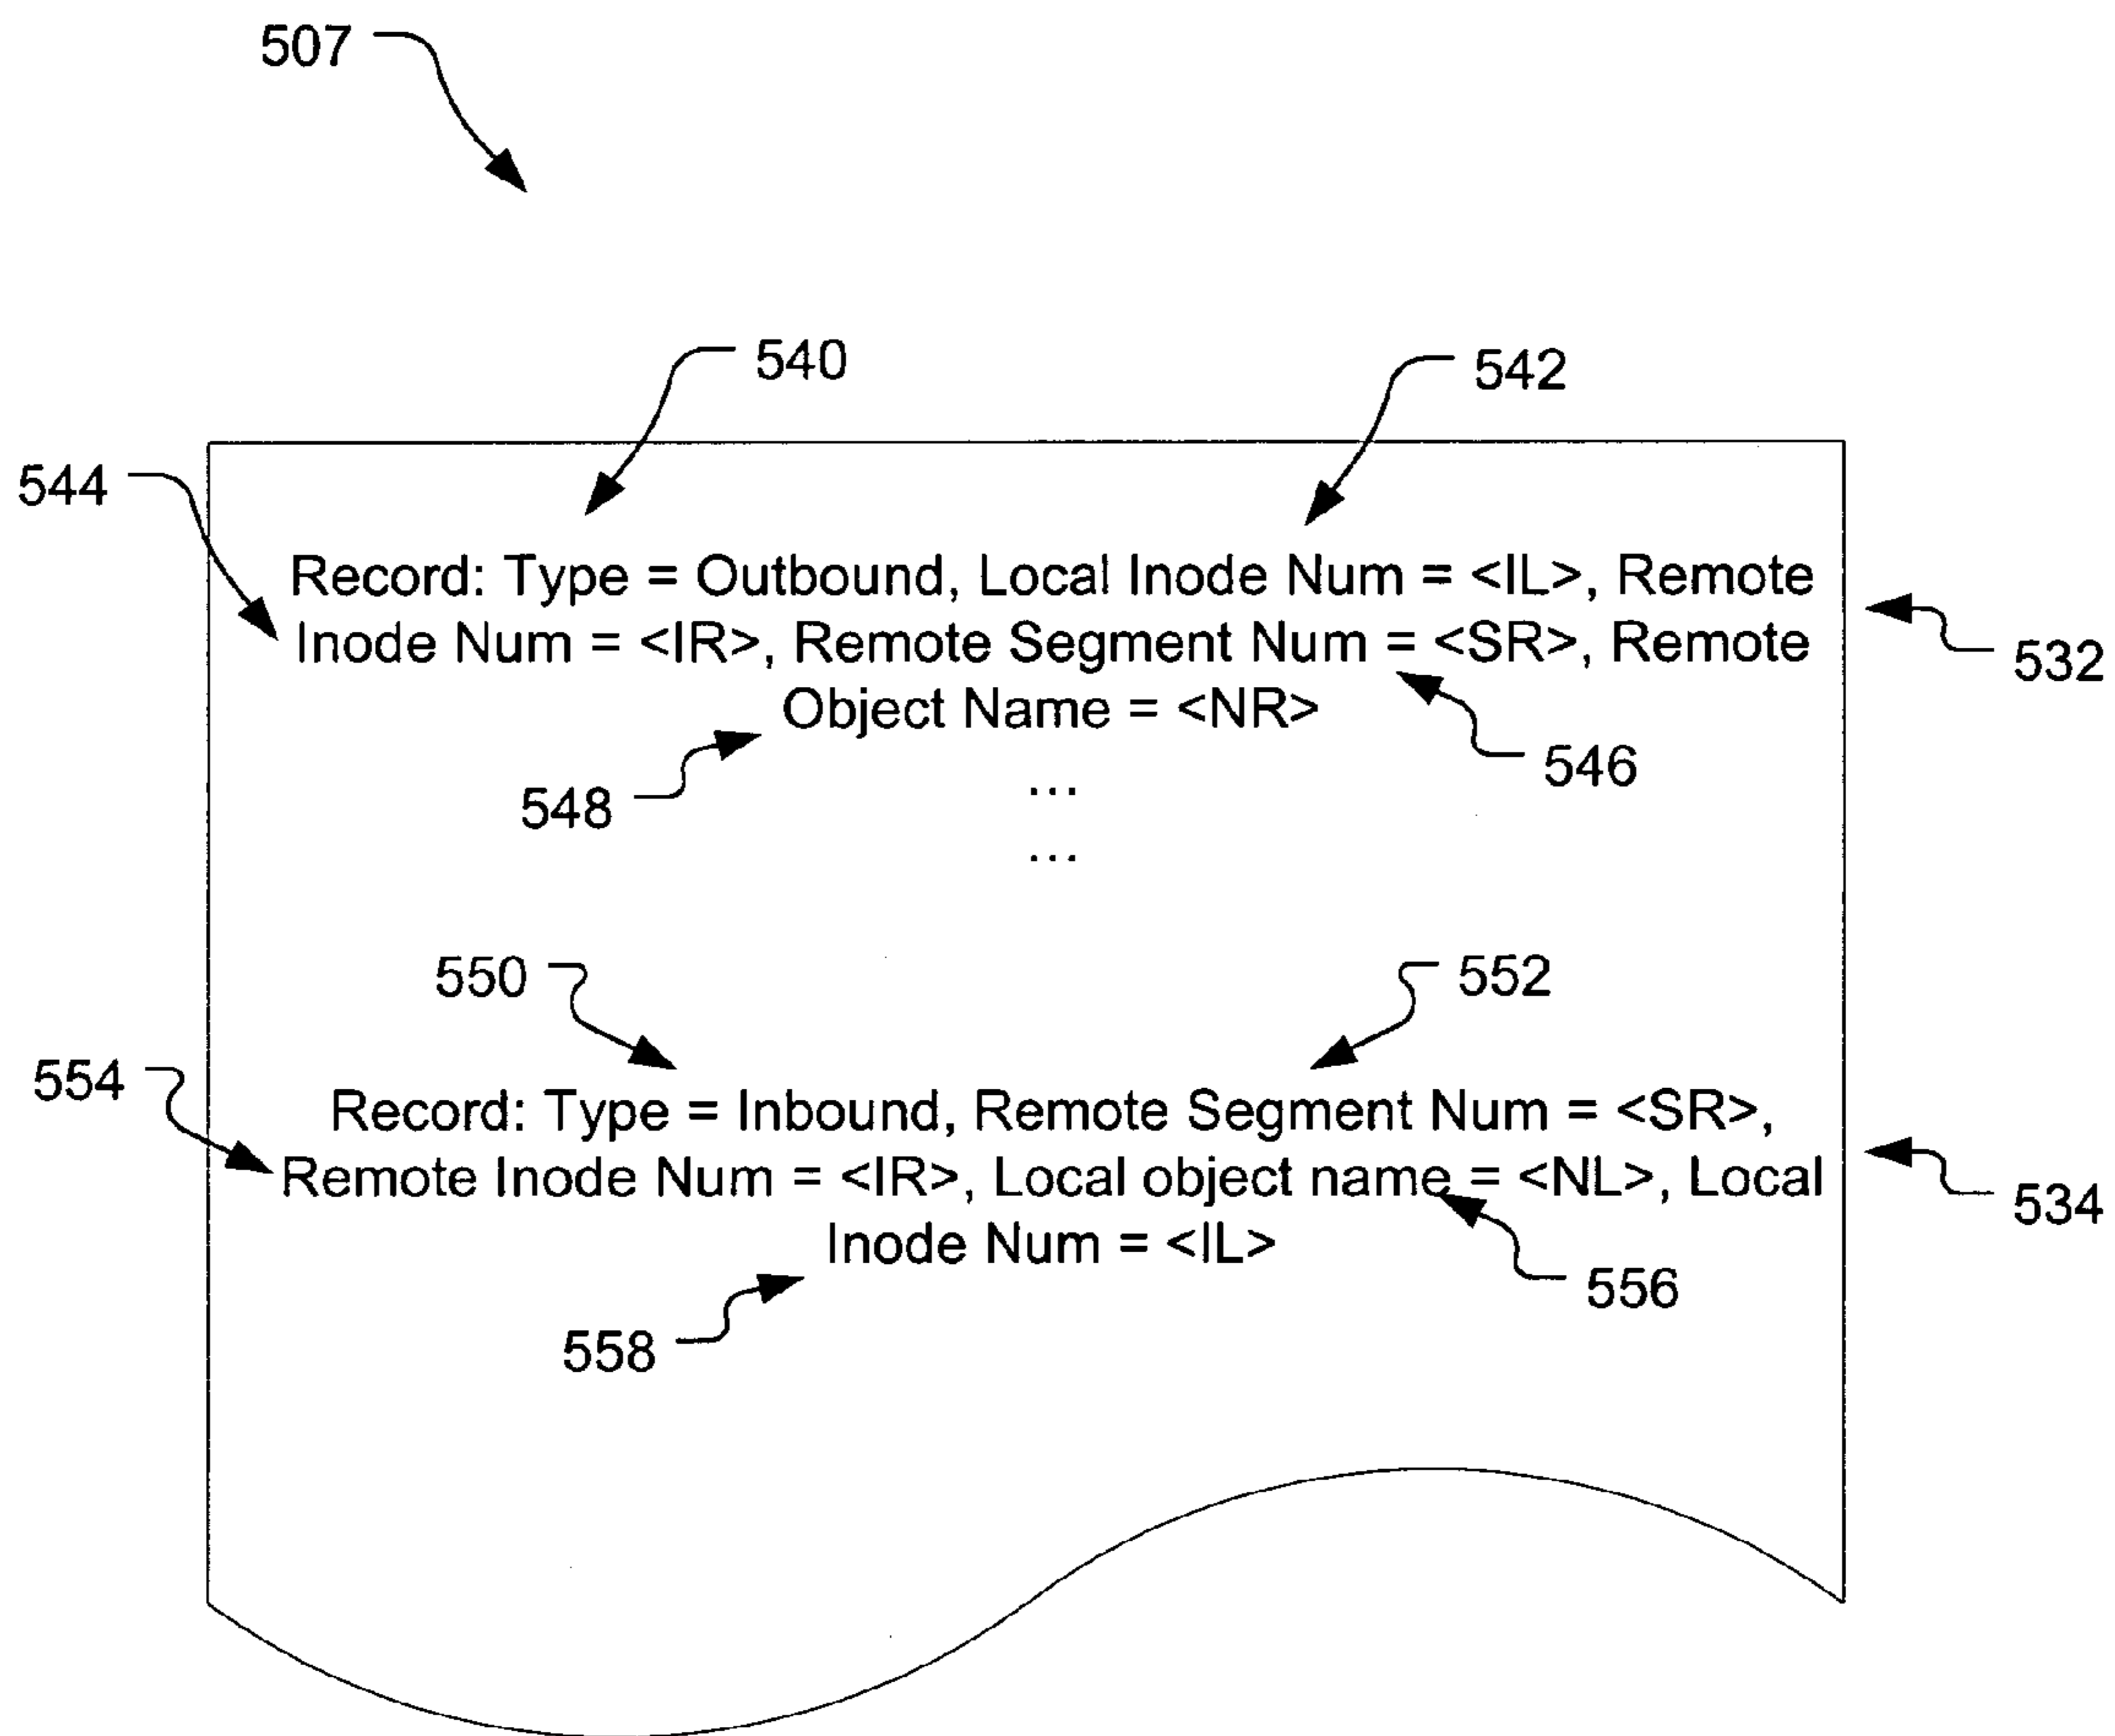 507
540
542
544
Record: Type = Outbound, Local Inode Num = <IL>, Remote
Inode Num = <IR>, Remote Segment Num = <SR>, Remote
Object Name = <NR>
532
546
548
...
...
550
552
554
Record: Type = Inbound, Remote Segment Num = <SR>,
Remote Inode Num = <IR>, Local object name = <NL>, Local
Inode Num = <IL>
534
556
558